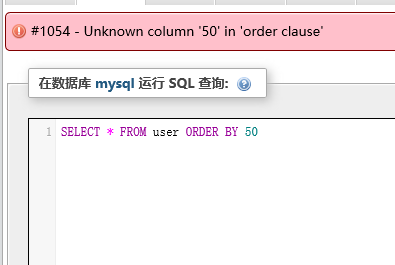 #1054 - Unknown column '50' in 'order clause'
在数据库 mysql 运行 SQL 查询:
1 SELECT * FROM user ORDER BY 50